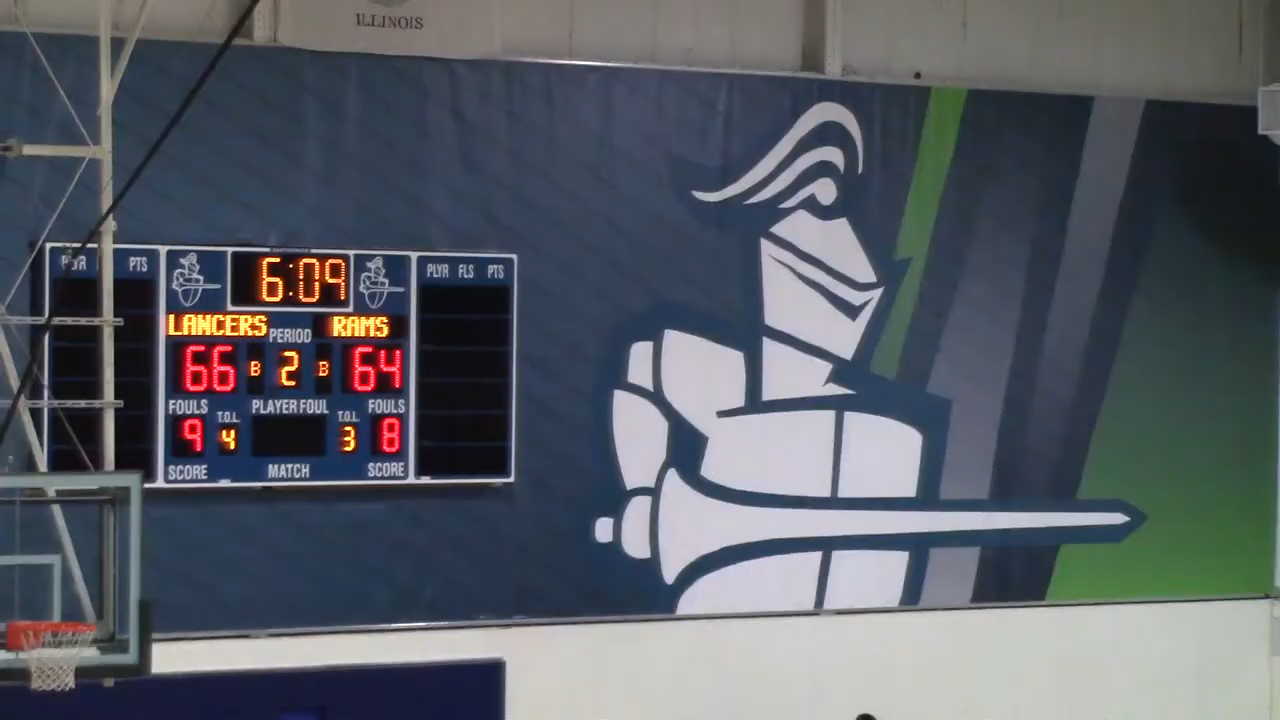 ILLINOIS
PTS
6:09
PLYR FLS PTS
LANCERS PERIOD RAMS
66 B 2 B 64
FOULS T.O.L. PLAYER FOUL T.O.L. FOULS
9 4 3 8
SCORE MATCH SCORE